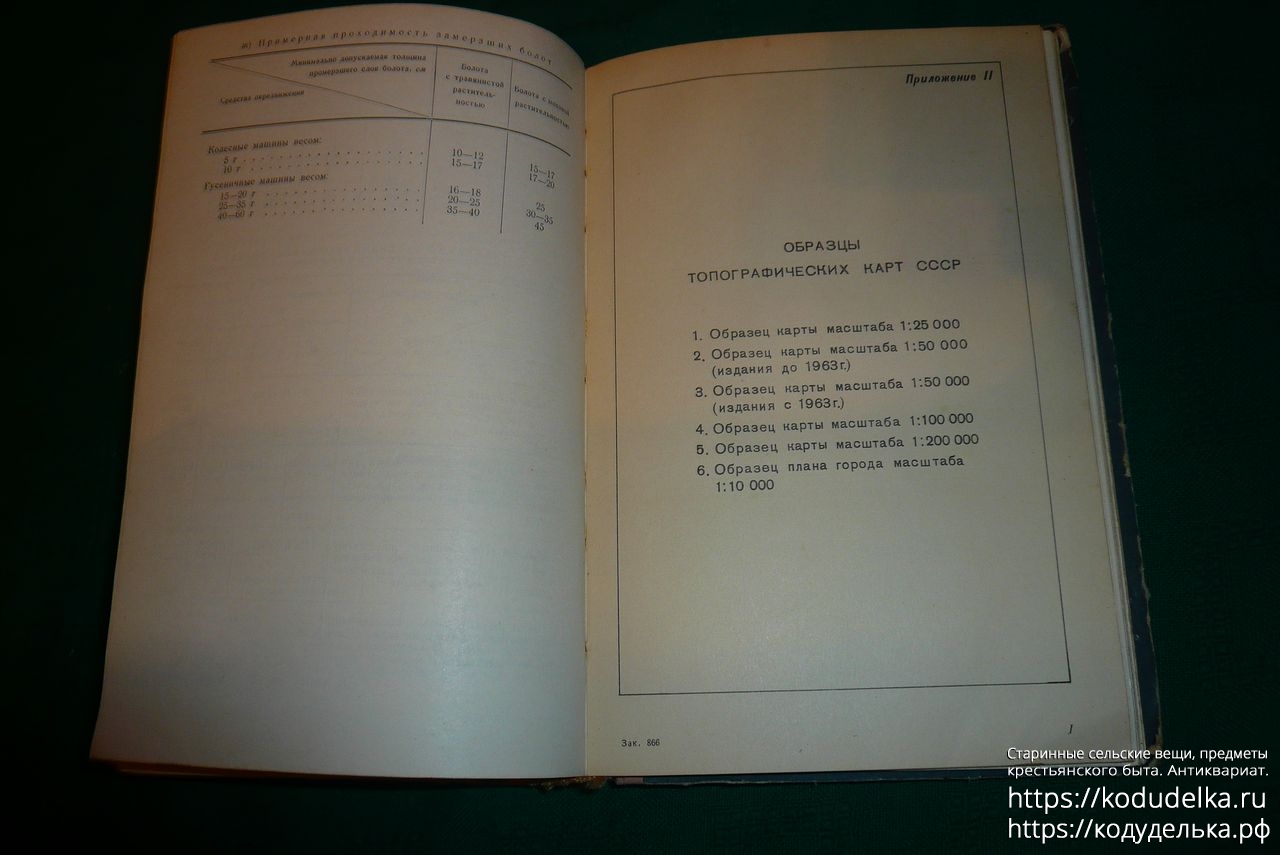 ж) Примерная проходимость замерзших болот
Минимально допускаемая толщина
промерзшего слоя болота, см
Средства передвижения
Болота
с травянистой
раститель-
ностью
Болота с моховой
растительностью
Колесные машины весом:
5 т . . . . . . . . . . . . . . . . . . . 10—12 15—17
10 т . . . . . . . . . . . . . . . . . . 15—17 17—20
Гусеничные машины весом:
15—20 т . . . . . . . . . . . . . . . . 16—18 25
25—35 т . . . . . . . . . . . . . . . . 20—25 30—35
40—60 т . . . . . . . . . . . . . . . . 35—40 45
Приложение II
ОБРАЗЦЫ
ТОПОГРАФИЧЕСКИХ КАРТ СССР
1. Образец карты масштаба 1:25 000
2. Образец карты масштаба 1:50 000
(издания до 1963г.)
3. Образец карты масштаба 1:50 000
(издания с 1963г.)
4. Образец карты масштаба 1:100 000
5. Образец карты масштаба 1:200 000
6. Образец плана города масштаба
1:10 000
Зак. 866
I
Старинные сельские вещи, предметы
крестьянского быта. Антиквариат.
https://kodudelka.ru
https://кодуделька.рф